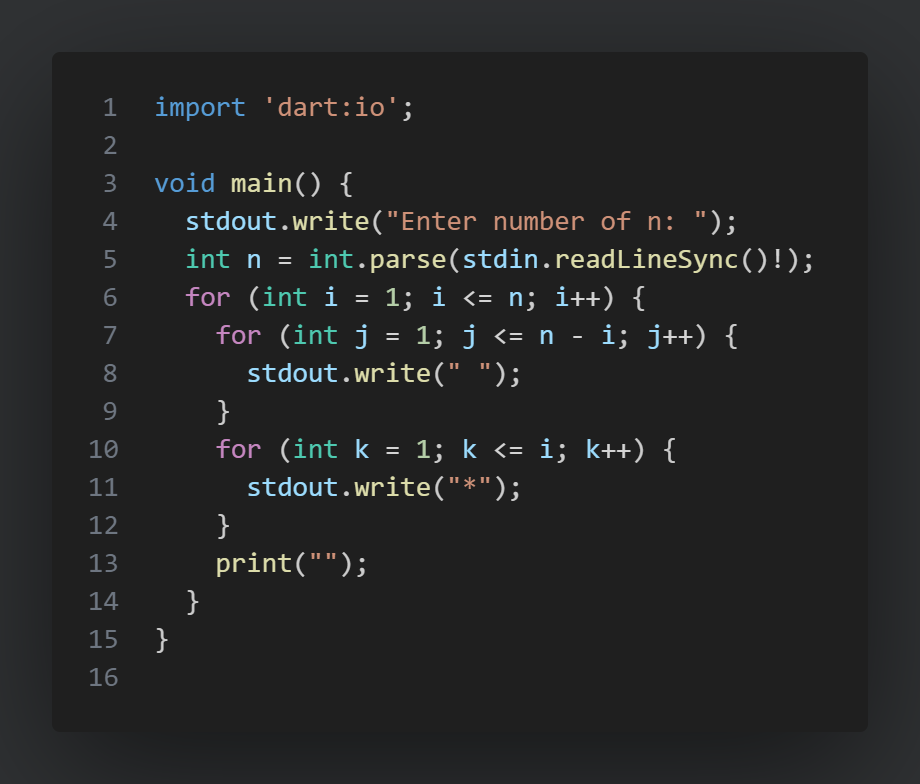 1 import 'dart:io';
2
3 void main() {
4   stdout.write("Enter number of n: ");
5   int n = int.parse(stdin.readLineSync()!);
6   for (int i = 1; i <= n; i++) {
7     for (int j = 1; j <= n - i; j++) {
8       stdout.write(" ");
9     }
10     for (int k = 1; k <= i; k++) {
11       stdout.write("*");
12     }
13     print("");
14   }
15 }
16